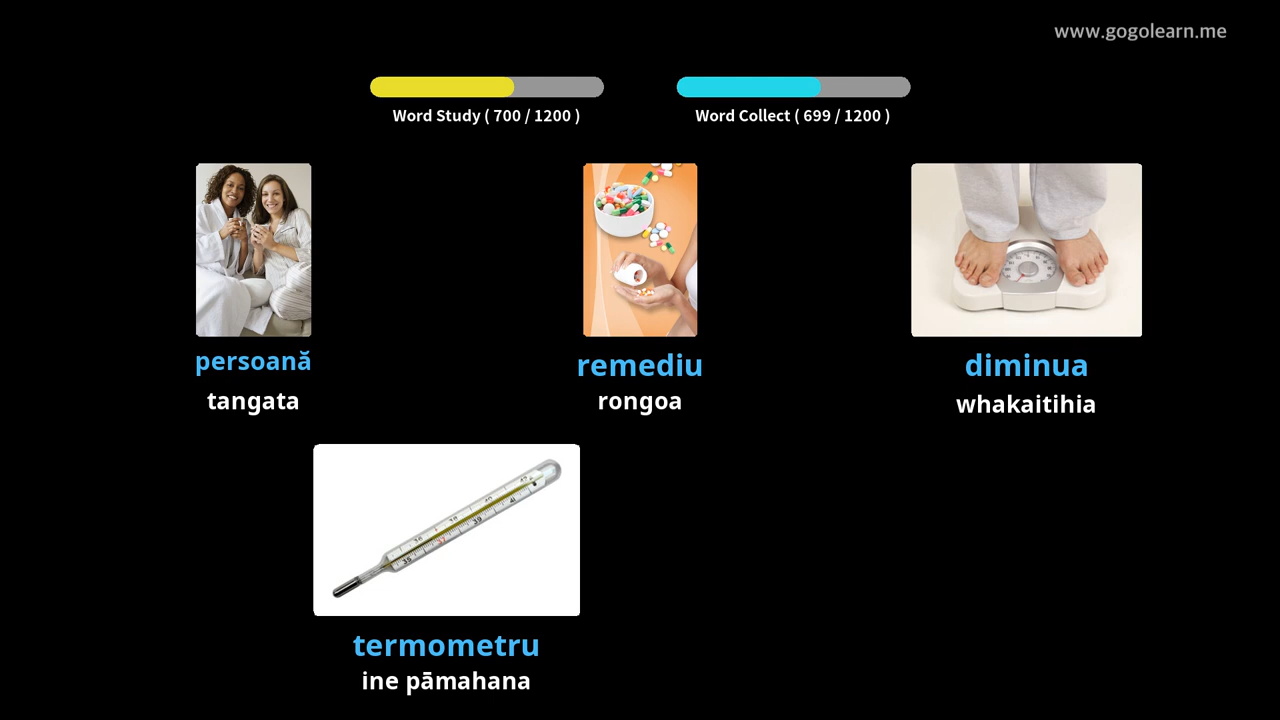 www.gogolearn.me
Word Study ( 700 / 1200 )
Word Collect ( 699 / 1200 )
persoană
tangata
remediu
rongoa
diminua
whakaitihia
termometru
ine pāmahana